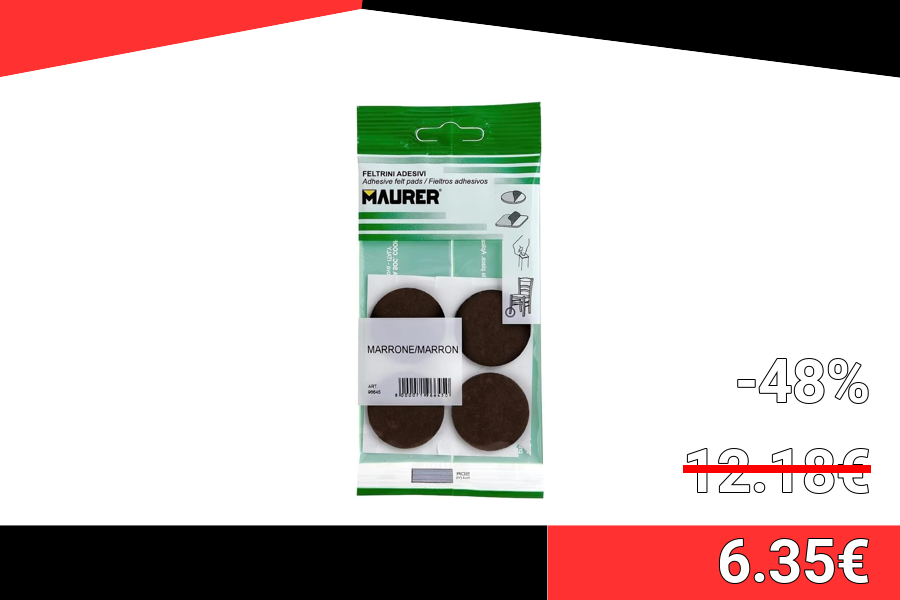 FELTRINI ADESIVI
Adhesive felt pads / Fieltros adhesivos
MAURER
MARRONE/MARRON
ART.
-48%
12.18€
6.35€